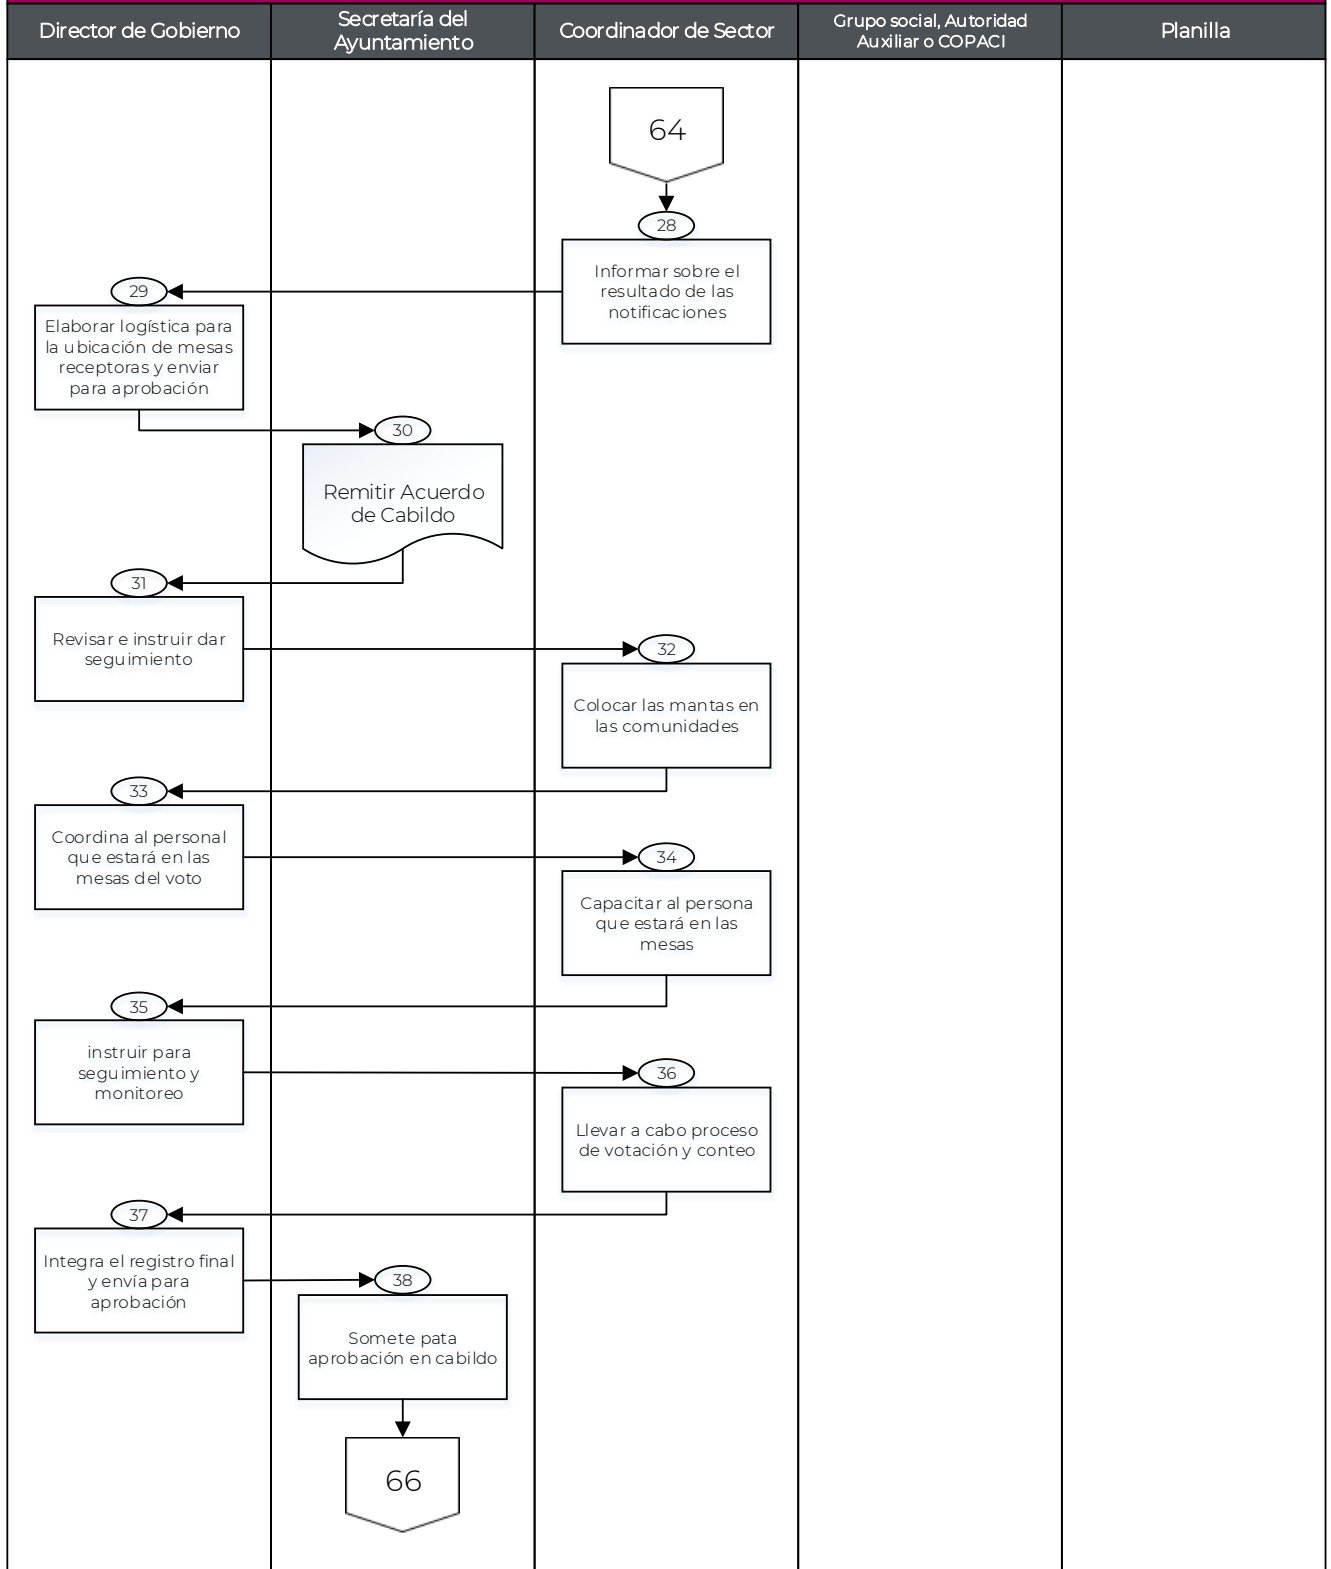 Director de Gobierno
Secretaría del
Ayuntamiento
Coordinador de Sector
Grupo social, Autoridad
Auxiliar o COPACI
Planilla
64
28
Informar sobre el
resultado de las
notificaciones
29
Elaborar logística para
la ubicación de mesas
receptoras y enviar
para aprobación
30
Remitir Acuerdo
de Cabildo
31
Revisar e instruir dar
seguimiento
32
Colocar las mantas en
las comunidades
33
Coordina al personal
que estará en las
mesas del voto
34
Capacitar al persona
que estará en las
mesas
35
instruir para
seguimiento y
monitoreo
36
Llevar a cabo proceso
de votación y conteo
37
Integra el registro final
y envía para
aprobación
38
Somete pata
aprobación en cabildo
66